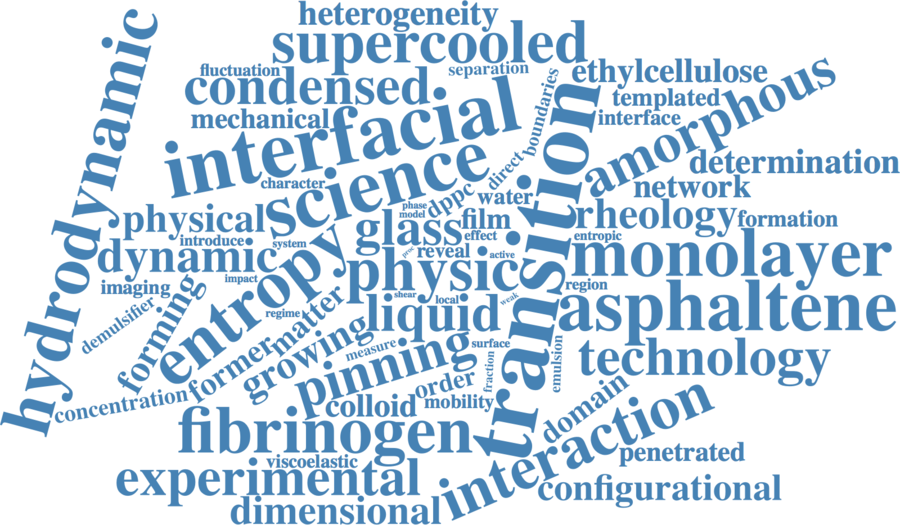 heterogeneity
supercooled
fluctuation
separation
ethylcellulose
condensed
templated
mechanical
interface
boundaries
amorphous
hydrodynamic
interfacial
transition
determination
character
direct
network
science
dppc
water
physical
phase
model
glass
film
rheology
formation
introduce
system
effect
entropic
dynamic
reveal
active
monolayer
physic
imaging
impact
region
entropy
shear
local
weak
demulsifier
forming
regime
matter
liquid
asphaltene
former
growing
measure
surface
pinning
fraction
emulsion
technology
concentration
order
colloid
mobility
domain
fibrinogen
interaction
viscoelastic
penetrated
experimental
configurational
dimensional